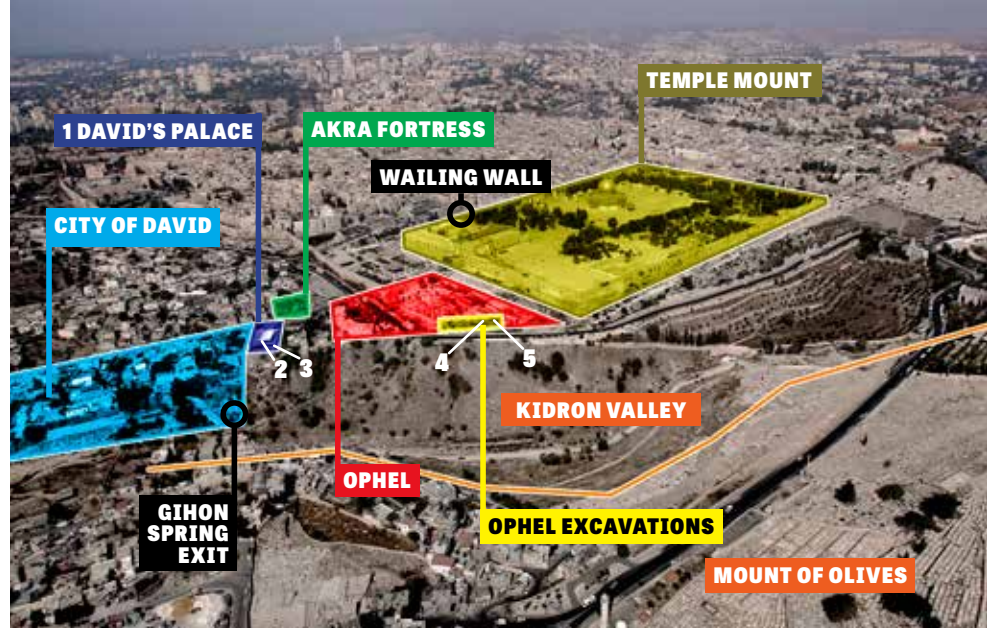 TEMPLE MOUNT
1 DAVID'S PALACE
AKRA FORTRESS
WAILING WALL
CITY OF DAVID
2 3
4
5
KIDRON VALLEY
OPHEL
GIHON
SPRING
EXIT
OPHEL EXCAVATIONS
MOUNT OF OLIVES